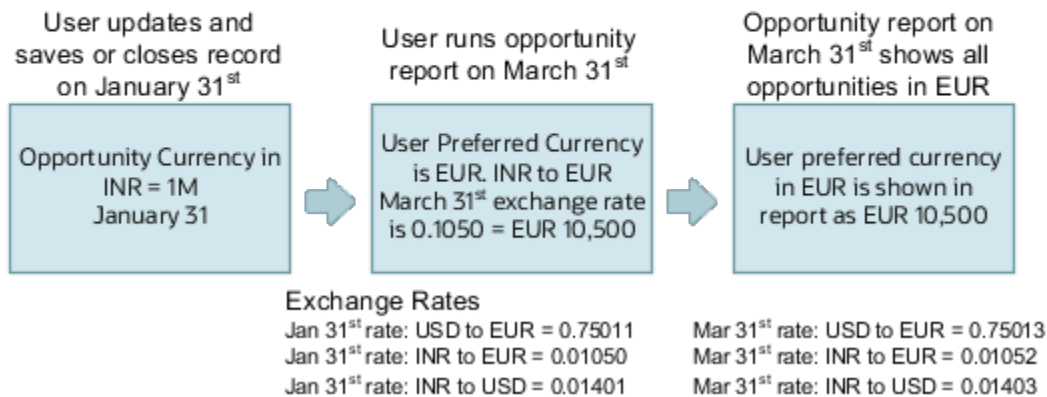 User updates and
saves or closes record
on January 31st
User runs opportunity
report on March 31st
Opportunity report on
March 31st shows all
opportunities in EUR
Opportunity Currency in
INR = 1M
January 31
User Preferred Currency
is EUR. INR to EUR
March 31st exchange rate
is 0.1050 = EUR 10,500
User preferred currency
in EUR is shown in
report as EUR 10,500
Exchange Rates
Jan 31st rate: USD to EUR = 0.75011
Jan 31st rate: INR to EUR = 0.01050
Jan 31st rate: INR to USD = 0.01401
Mar 31st rate: USD to EUR = 0.75013
Mar 31st rate: INR to EUR = 0.01052
Mar 31st rate: INR to USD = 0.01403